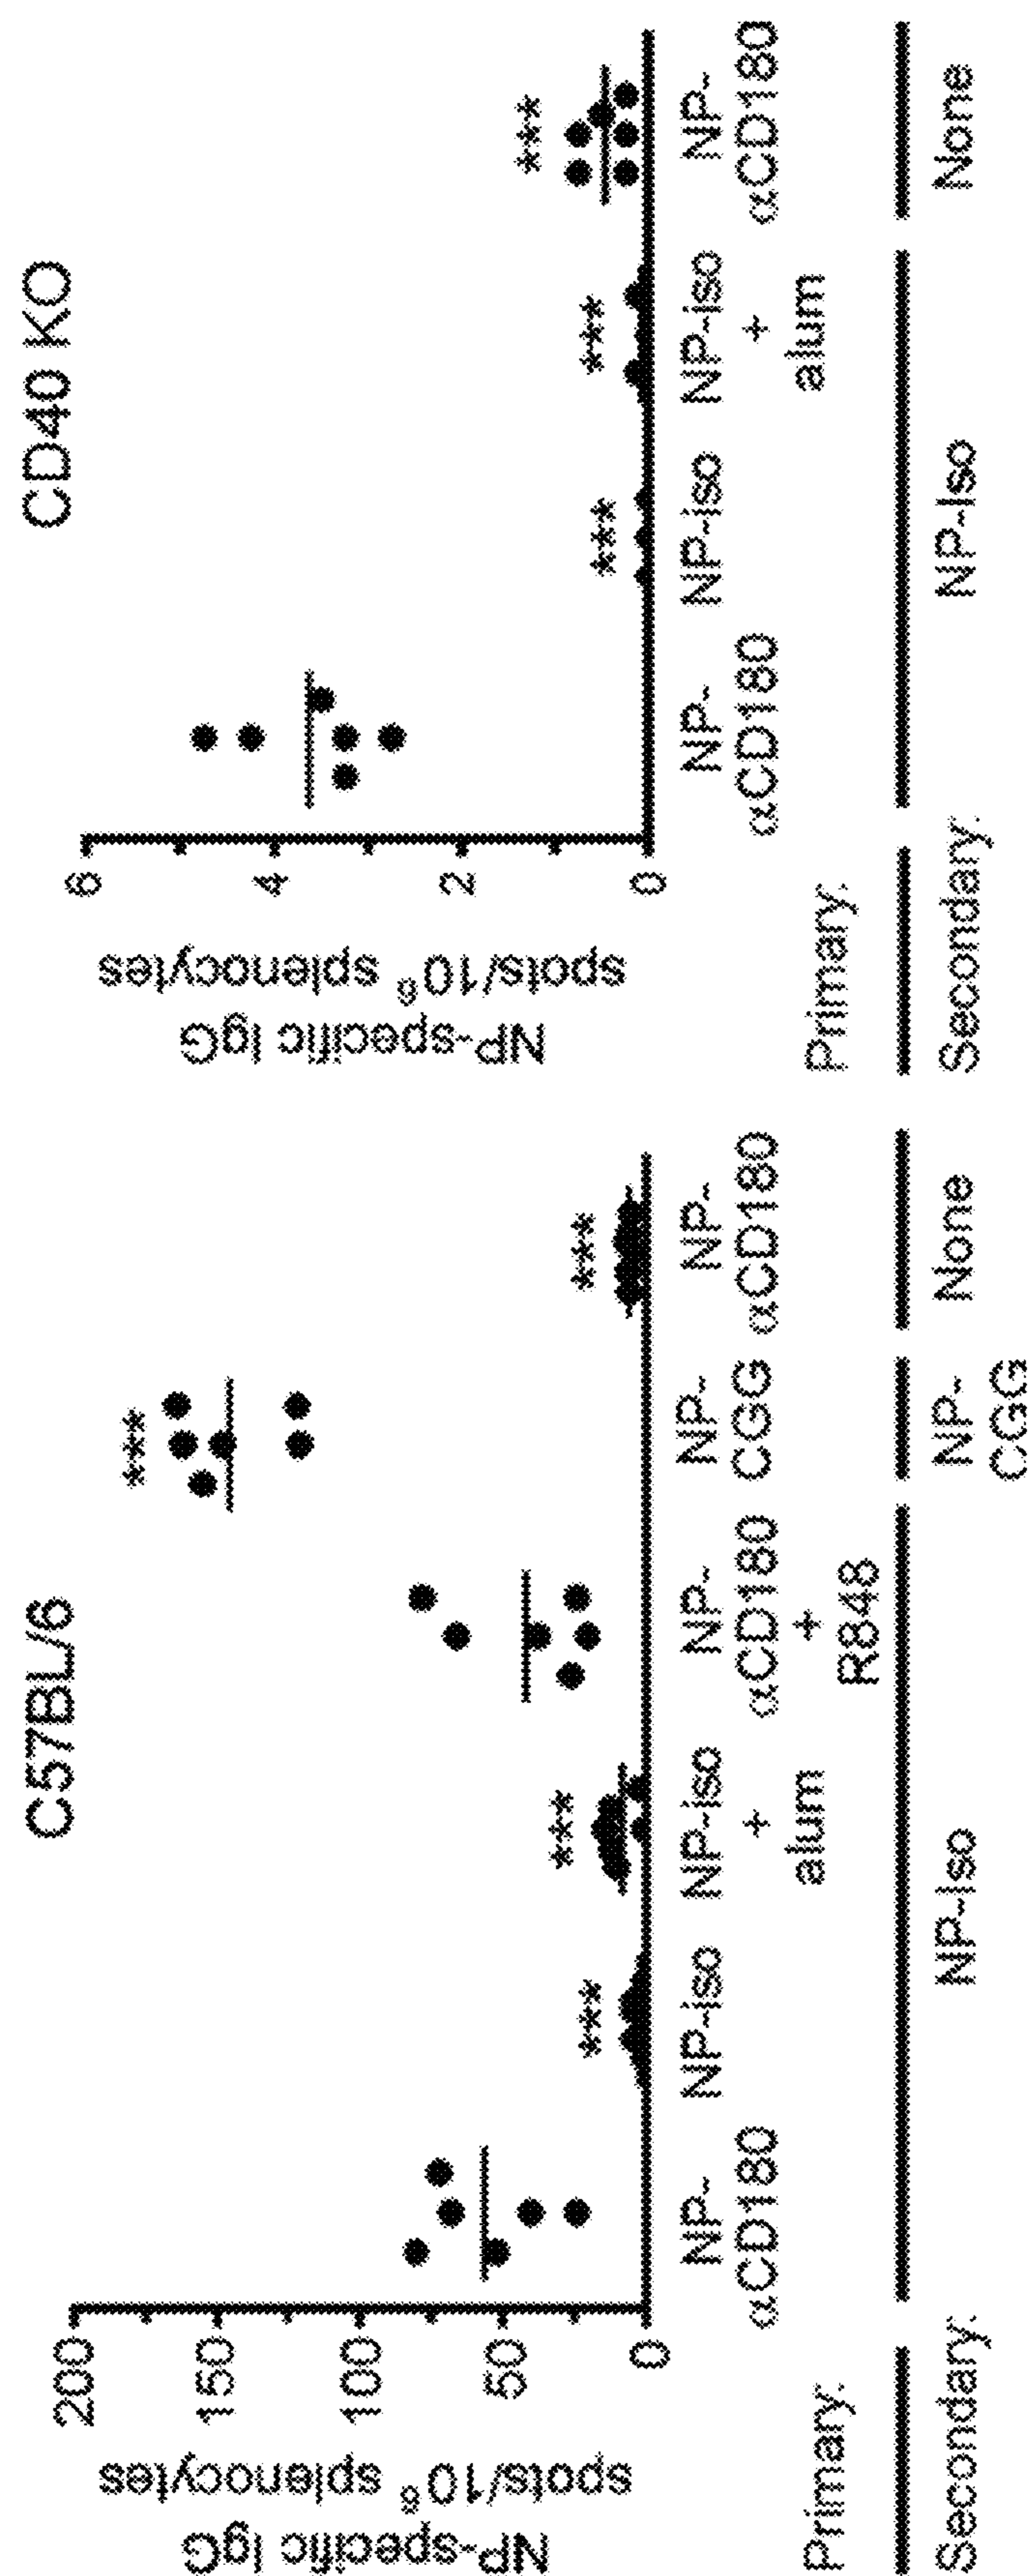 C57BL/6
NP-specific IgG
spots/10⁶ splenocytes
200
150
100
50
0
***
***
***
***
Primary:
NP-
αCD180
NP-iso
NP-iso
+
alum
NP-
αCD180
+
R848
NP-
CGG
NP-
αCD180
Secondary:
NP-Iso
NP-
CGG
None
CD40 KO
NP-specific IgG
spots/10⁶ splenocytes
6
4
2
0
***
***
***
Primary:
NP-
αCD180
NP-iso
NP-iso
+
alum
NP-
αCD180
Secondary:
NP-Iso
None